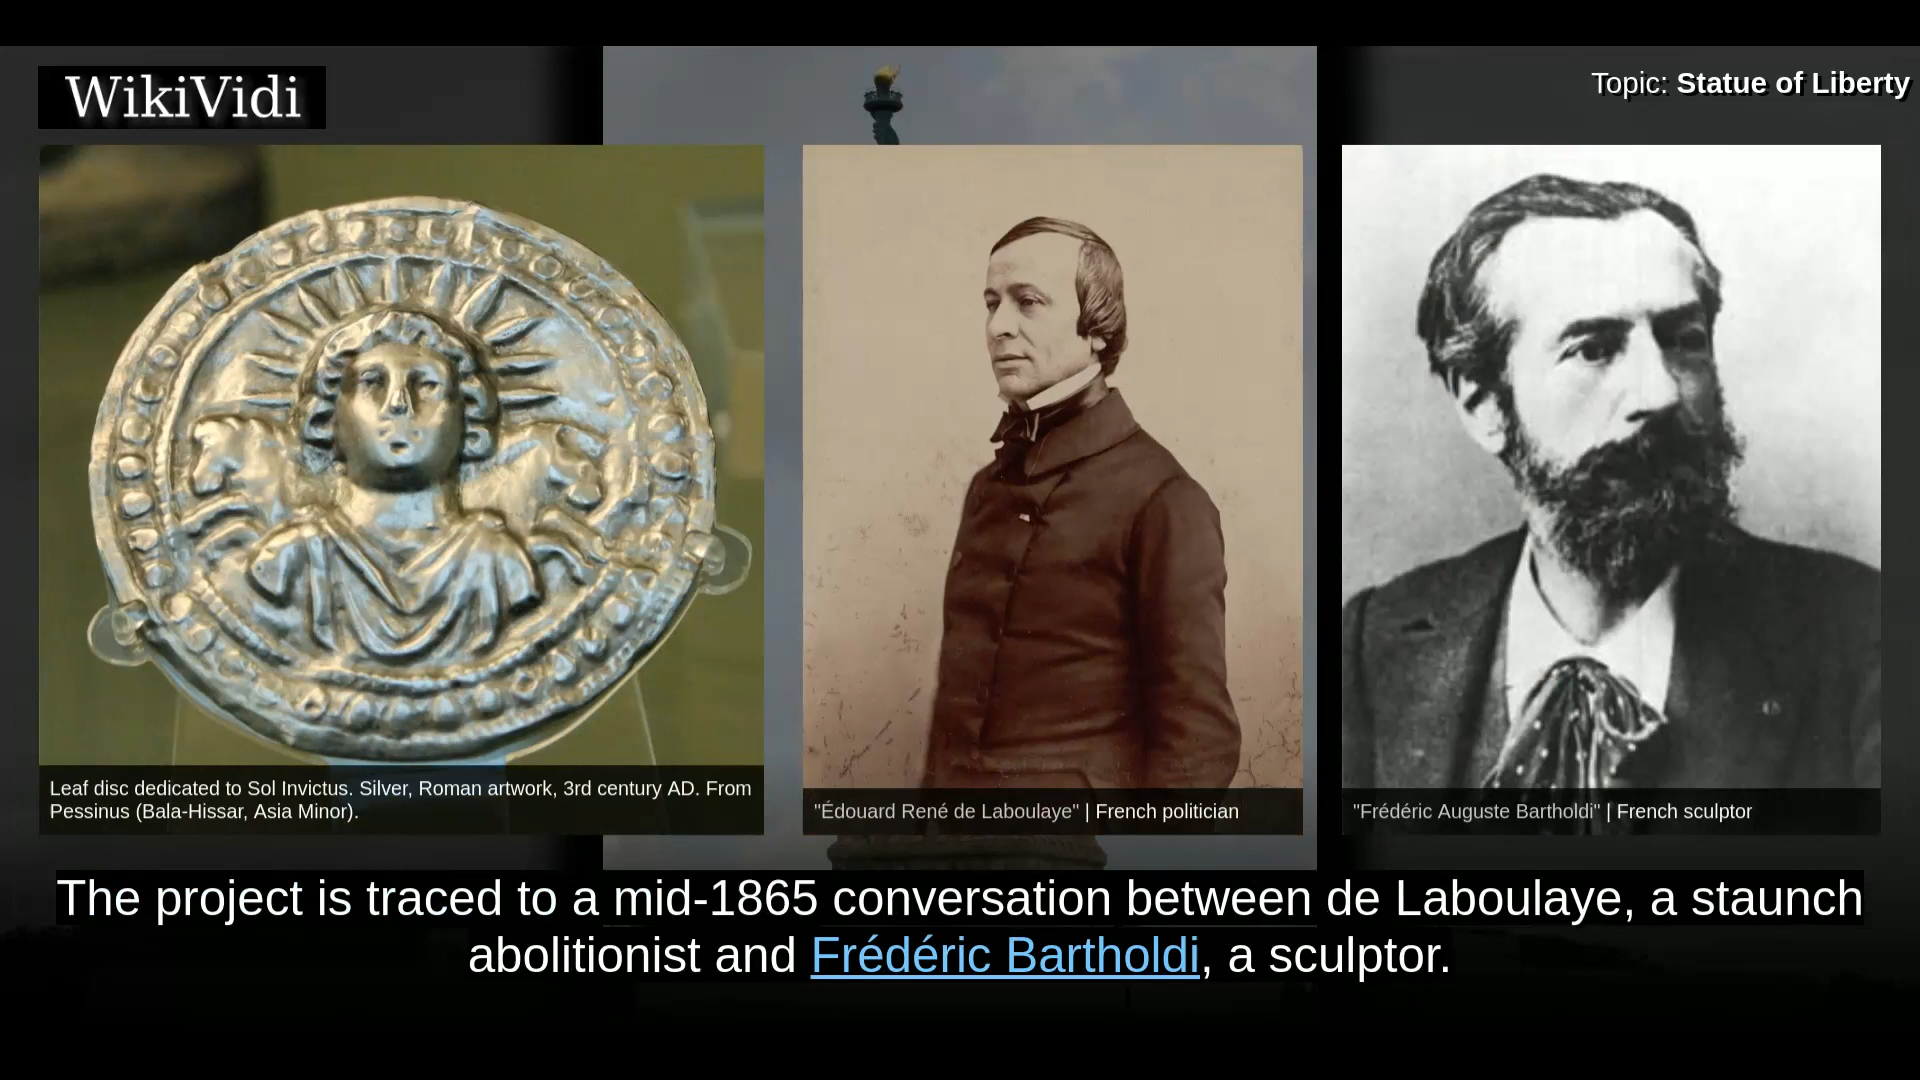 WikiVidi
Topic: Statue of Liberty
Leaf disc dedicated to Sol Invictus. Silver, Roman artwork, 3rd century AD. From
Pessinus (Bala-Hissar, Asia Minor).
"Édouard René de Laboulaye" | French politician
"Frédéric Auguste Bartholdi" | French sculptor
The project is traced to a mid-1865 conversation between de Laboulaye, a staunch
abolitionist and Frédéric Bartholdi, a sculptor.